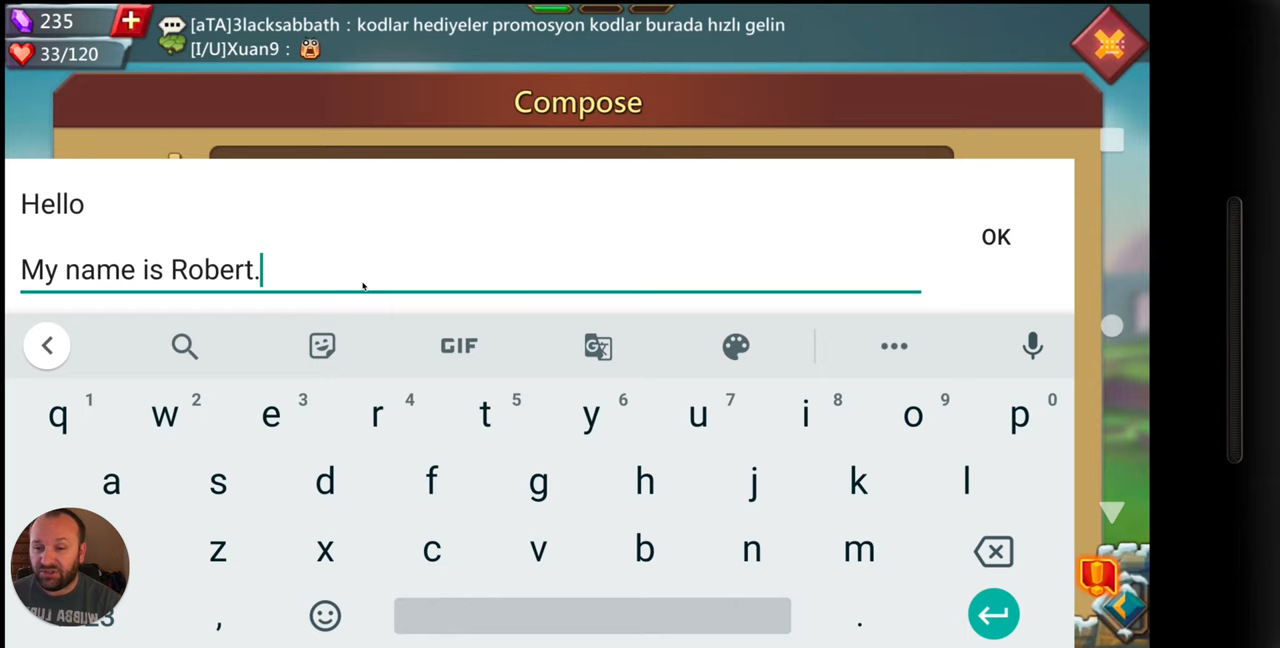 235
[aTA]3lacksabbath : kodlar hediyeler promosyon kodlar burada hızlı gelin
33/120
[I/U]Xuan9 :
Compose
Hello
OK
My name is Robert.
GIF
q 1 w 2 e 3 r 4 t 5 y 6 u 7 i 8 o 9 p 0
a s d f g h j k l
z x c v b n m
, .